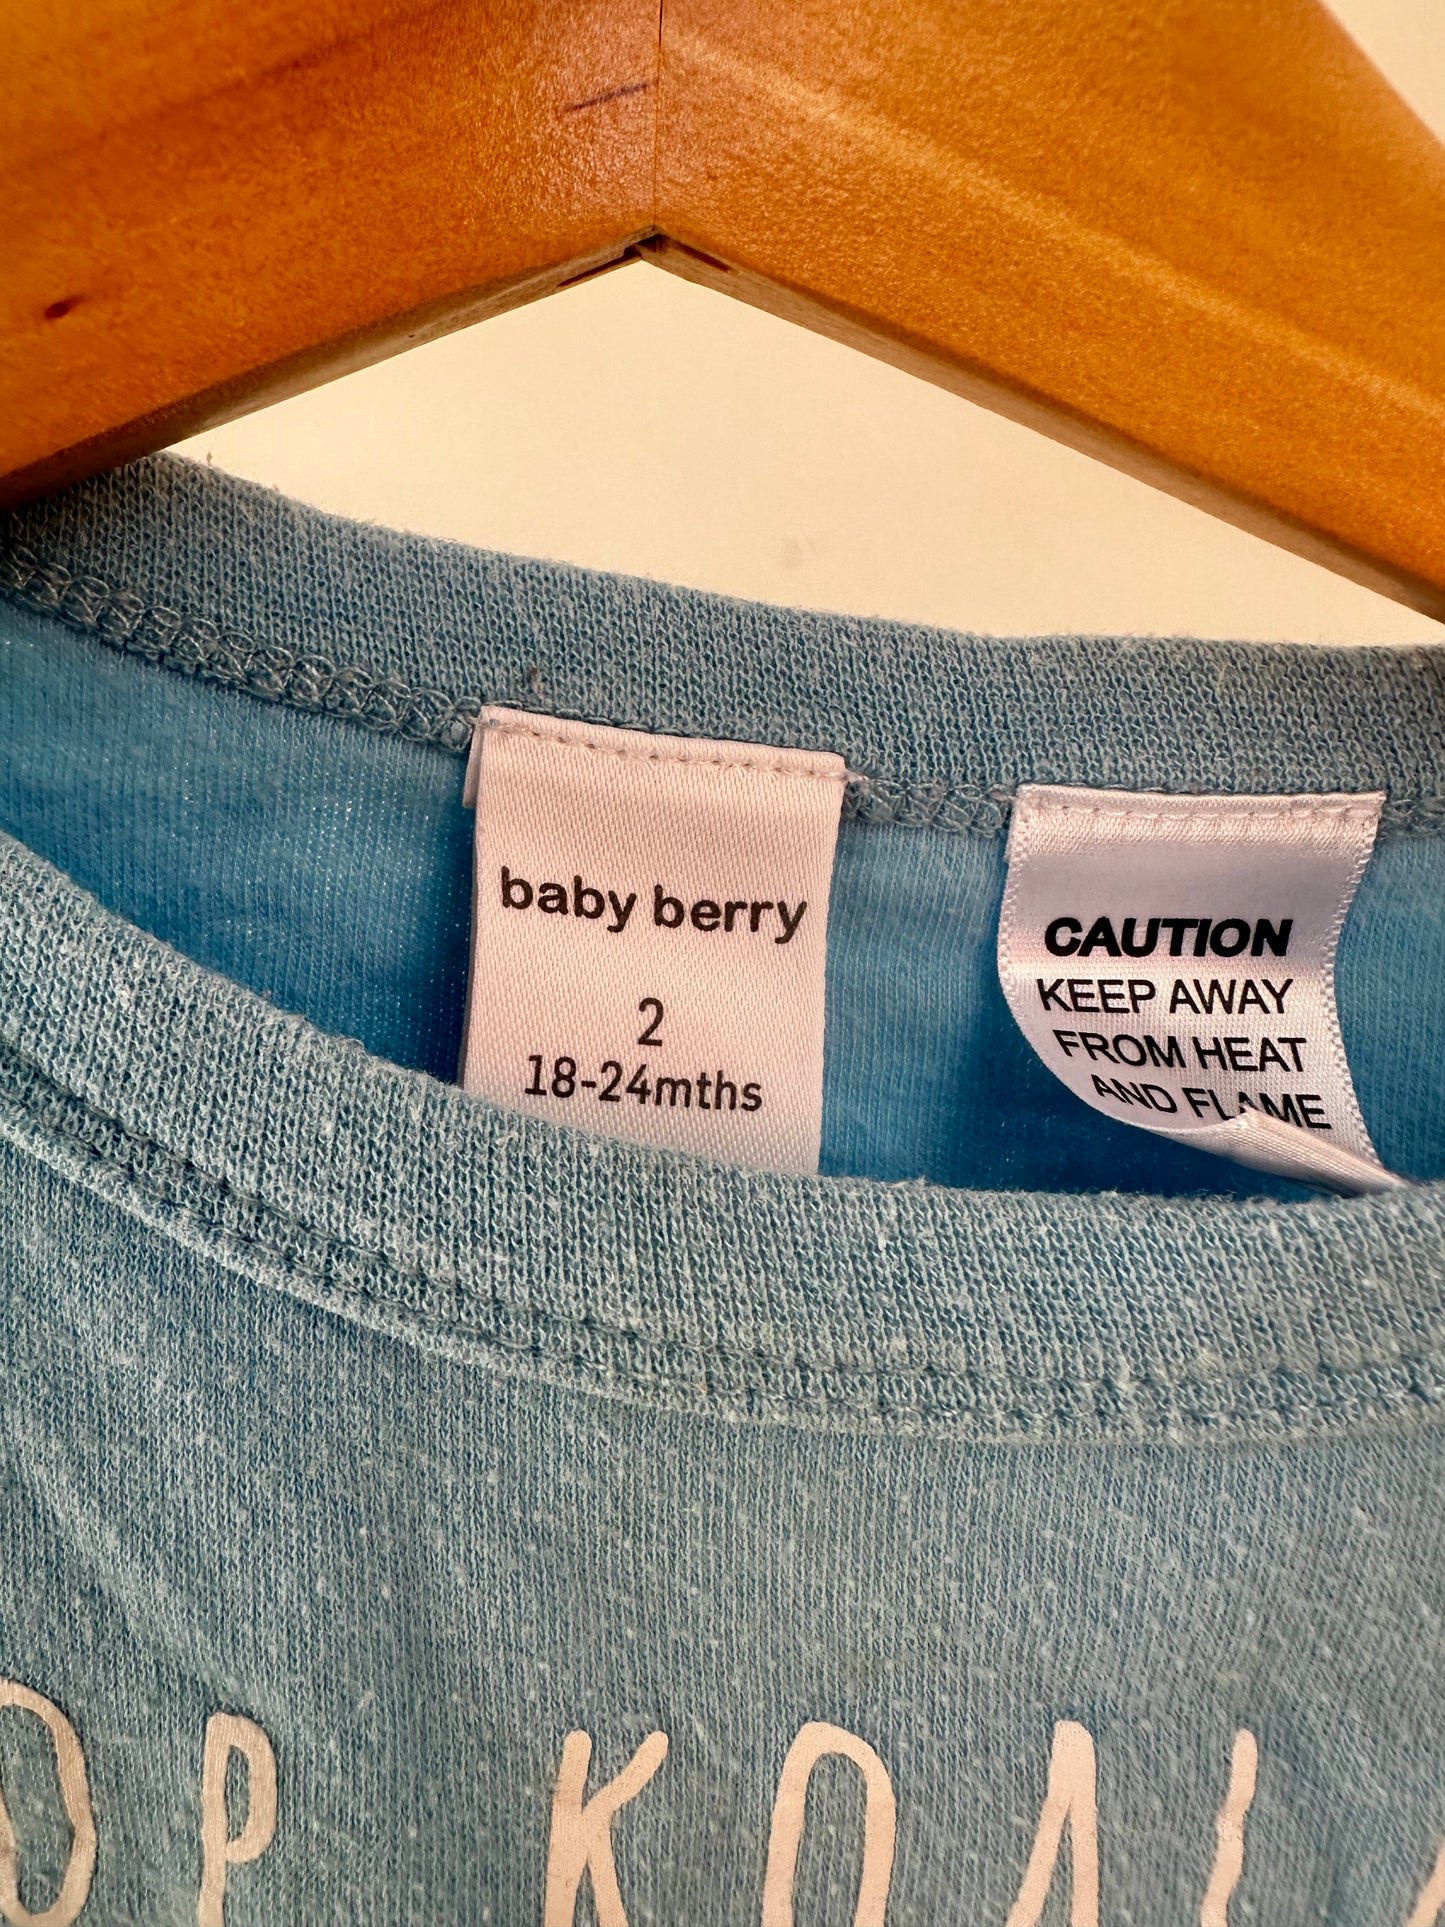 baby berry
2
18-24mths
CAUTION
KEEP AWAY
FROM HEAT
AND FLAME